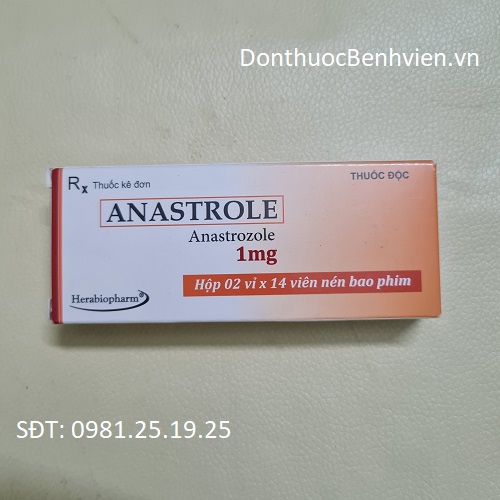 DonthuocBenhvien.vn
Rx Thuốc kê đơn
THUỐC ĐỘC
ANASTROLE
Anastrozole
1mg
Hộp 02 vỉ x 14 viên nén bao phim
Herabiopharm®
SĐT: 0981.25.19.25